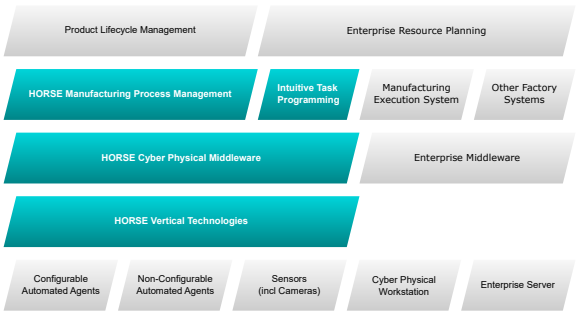 Product Lifecycle Management
Enterprise Resource Planning
HORSE Manufacturing Process Management
Intuitive Task
Programming
Manufacturing
Execution System
Other Factory
Systems
HORSE Cyber Physical Middleware
Enterprise Middleware
HORSE Vertical Technologies
Configurable
Automated Agents
Non-Configurable
Automated Agents
Sensors
(incl Cameras)
Cyber Physical
Workstation
Enterprise Server